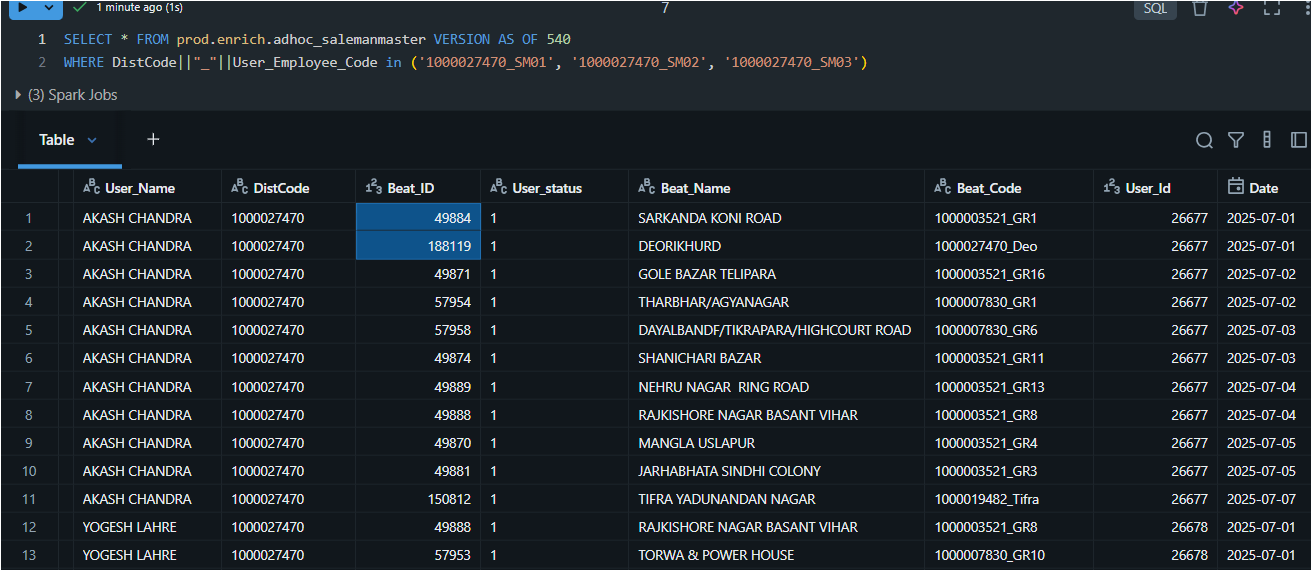 1 minute ago (1s)
7
SQL
1 SELECT * FROM prod.enrich.adhoc_salemanmaster VERSION AS OF 540
2 WHERE DistCode||"_"||User_Employee_Code in ('1000027470_SM01', '1000027470_SM02', '1000027470_SM03')
(3) Spark Jobs
Table +
ABC User_Name ABC DistCode 123 Beat_ID ABC User_status ABC Beat_Name ABC Beat_Code 123 User_Id Date
1 AKASH CHANDRA 1000027470 49884 1 SARKANDA KONI ROAD 1000003521_GR1 26677 2025-07-01
2 AKASH CHANDRA 1000027470 188119 1 DEORIKHURD 1000027470_Deo 26677 2025-07-01
3 AKASH CHANDRA 1000027470 49871 1 GOLE BAZAR TELIPARA 1000003521_GR16 26677 2025-07-02
4 AKASH CHANDRA 1000027470 57954 1 THARBHAR/AGYANAGAR 1000007830_GR1 26677 2025-07-02
5 AKASH CHANDRA 1000027470 57958 1 DAYALBANDF/TIKRAPARA/HIGHCOURT ROAD 1000007830_GR6 26677 2025-07-03
6 AKASH CHANDRA 1000027470 49874 1 SHANICHARI BAZAR 1000003521_GR11 26677 2025-07-03
7 AKASH CHANDRA 1000027470 49889 1 NEHRU NAGAR  RING ROAD 1000003521_GR13 26677 2025-07-04
8 AKASH CHANDRA 1000027470 49888 1 RAJKISHORE NAGAR BASANT VIHAR 1000003521_GR8 26677 2025-07-04
9 AKASH CHANDRA 1000027470 49870 1 MANGLA USLAPUR 1000003521_GR4 26677 2025-07-05
10 AKASH CHANDRA 1000027470 49881 1 JARHABHATA SINDHI COLONY 1000003521_GR3 26677 2025-07-05
11 AKASH CHANDRA 1000027470 150812 1 TIFRA YADUNANDAN NAGAR 1000019482_Tifra 26677 2025-07-07
12 YOGESH LAHRE 1000027470 49888 1 RAJKISHORE NAGAR BASANT VIHAR 1000003521_GR8 26678 2025-07-01
13 YOGESH LAHRE 1000027470 57953 1 TORWA & POWER HOUSE 1000007830_GR10 26678 2025-07-01